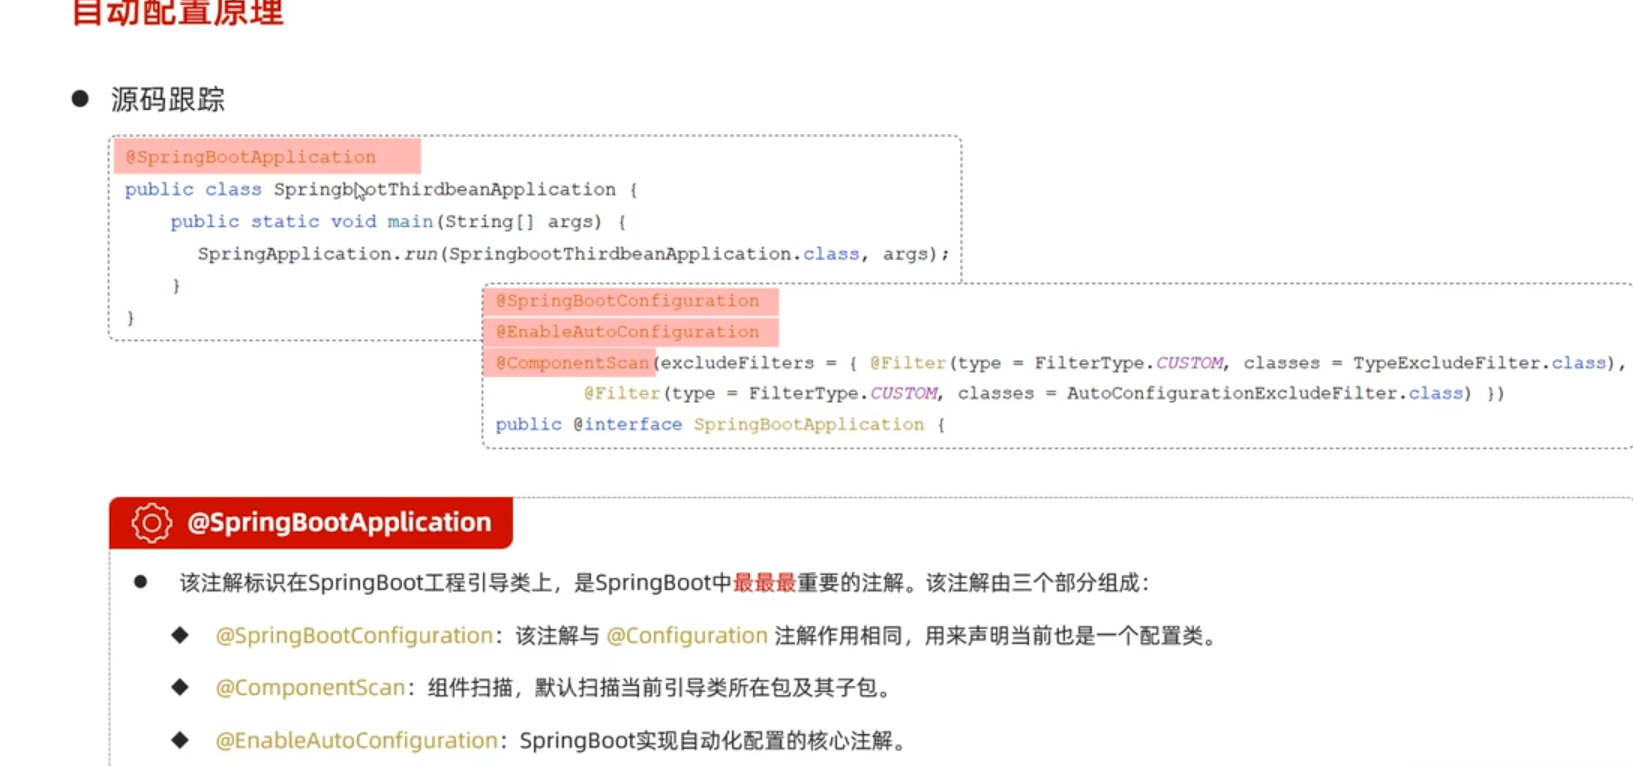 自动配置原理
● 源码跟踪
@SpringBootApplication
public class SpringbootThirdbeanApplication {
public static void main(String[] args) {
SpringApplication.run(SpringbootThirdbeanApplication.class, args);
}
}
@SpringBootConfiguration
@EnableAutoConfiguration
@ComponentScan(excludeFilters = { @Filter(type = FilterType.CUSTOM, classes = TypeExcludeFilter.class),
@Filter(type = FilterType.CUSTOM, classes = AutoConfigurationExcludeFilter.class) })
public @interface SpringBootApplication {
@SpringBootApplication
● 该注解标识在SpringBoot工程引导类上，是SpringBoot中最最最重要的注解。该注解由三个部分组成：
◆ @SpringBootConfiguration：该注解与 @Configuration 注解作用相同，用来声明当前也是一个配置类。
◆ @ComponentScan：组件扫描，默认扫描当前引导类所在包及其子包。
◆ @EnableAutoConfiguration：SpringBoot实现自动化配置的核心注解。